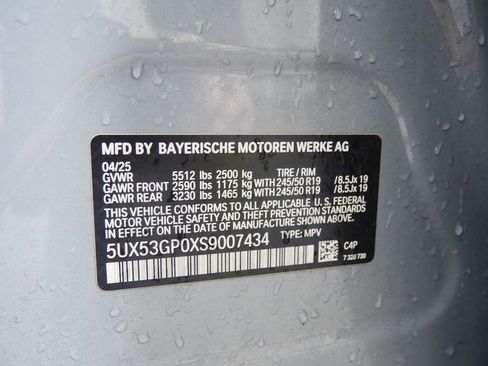 MFD BY BAYERISCHE MOTOREN WERKE AG
04/25
GVWR 5512 lbs 2500 kg TIRE / RIM
GAWR FRONT 2590 lbs 1175 kg WITH 245/50 R19 /8.5Jx 19
GAWR REAR 3230 lbs 1465 kg WITH 245/50 R19 /8.5Jx 19
THIS VEHICLE CONFORMS TO ALL APPLICABLE U.S. FEDERAL
MOTOR VEHICLE SAFETY AND THEFT PREVENTION
STANDARDS IN EFFECT ON THE DATE OF
MANUFACTURE SHOWN ABOVE.
5UX53GP0XS9007434 TYPE: MPV
C4P